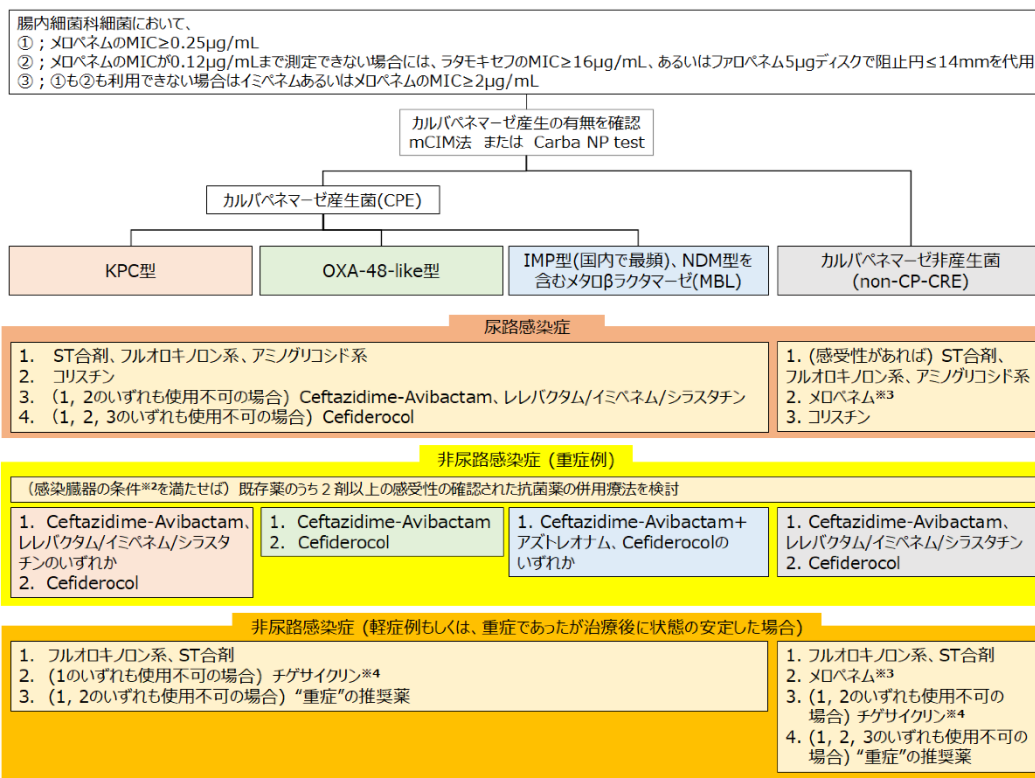 腸内細菌科細菌において、
①；メロペネムのMIC≥0.25μg/mL
②；メロペネムのMICが0.12μg/mLまで測定できない場合には、ラタモキセフのMIC≥16μg/mL、あるいはファロペネム5μgディスクで阻止円≤14mmを代用
③；①も②も利用できない場合はイミペネムあるいはメロペネムのMIC≥2μg/mL
カルバペネマーゼ産生の有無を確認
mCIM法 または Carba NP test
カルバペネマーゼ産生菌(CPE)
KPC型
OXA-48-like型
IMP型(国内で最頻)、NDM型を
含むメタロβラクタマーゼ(MBL)
カルバペネマーゼ非産生菌
(non-CP-CRE)
尿路感染症
1. ST合剤、フルオロキノロン系、アミノグリコシド系
2. コリスチン
3. (1, 2のいずれも使用不可の場合) Ceftazidime-Avibactam、レレバクタム/イミペネム/シラスタチン
4. (1, 2, 3のいずれも使用不可の場合) Cefiderocol
1. (感受性があれば) ST合剤、
フルオロキノロン系、アミノグリコシド系
2. メロペネム※3
3. コリスチン
非尿路感染症 (重症例)
（感染臓器の条件※2を満たせば）既存薬のうち２剤以上の感受性の確認された抗菌薬の併用療法を検討
1. Ceftazidime-Avibactam、
レレバクタム/イミペネム/シラスタ
チンのいずれか
2. Cefiderocol
1. Ceftazidime-Avibactam
2. Cefiderocol
1. Ceftazidime-Avibactam+
アズトレオナム、Cefiderocolの
いずれか
1. Ceftazidime-Avibactam、
レレバクタム/イミペネム/シラスタチン
2. Cefiderocol
非尿路感染症 (軽症例もしくは、重症であったが治療後に状態の安定した場合)
1. フルオロキノロン系、ST合剤
2. (1のいずれも使用不可の場合) チゲサイクリン※4
3. (1, 2のいずれも使用不可の場合) “重症”の推奨薬
1. フルオロキノロン系、ST合剤
2. メロペネム※3
3. (1, 2のいずれも使用不可の
場合) チゲサイクリン※4
4. (1, 2, 3のいずれも使用不可の
場合) “重症”の推奨薬